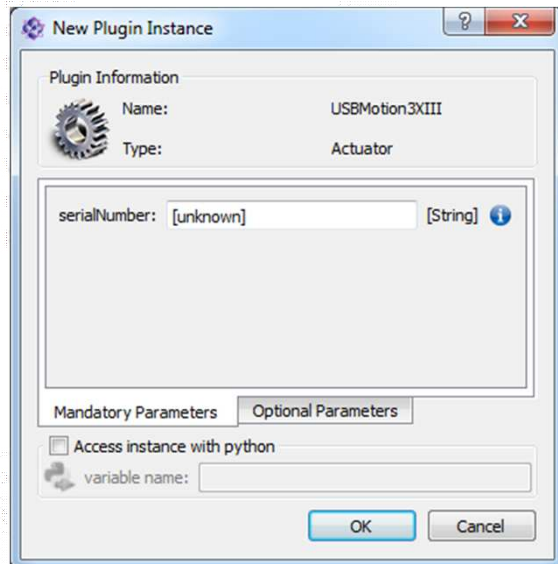 New Plugin Instance
Plugin Information
Name: USBMotion3XIII
Type: Actuator
serialNumber: [unknown] [String]
Mandatory Parameters Optional Parameters
Access instance with python
variable name:
OK Cancel